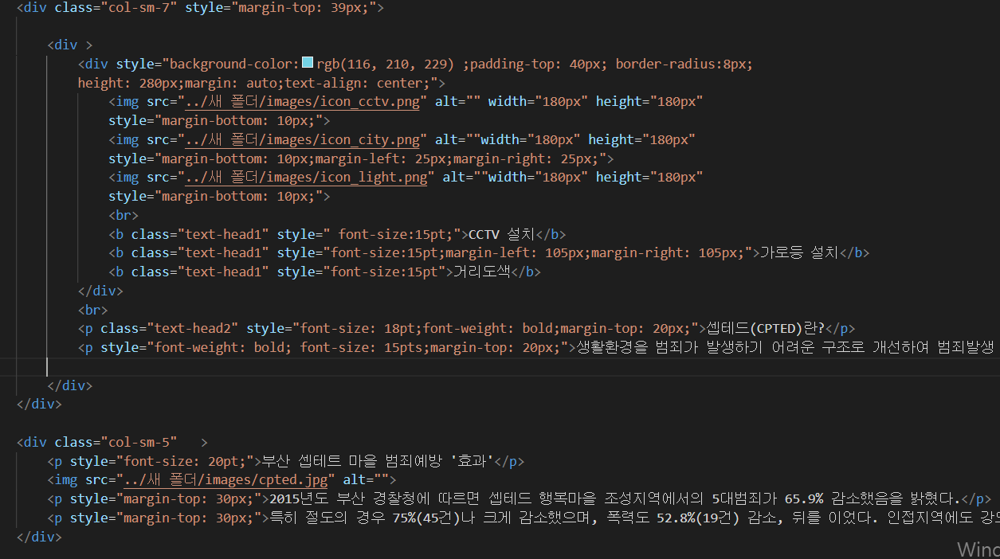 <div class="col-sm-7" style="margin-top: 39px;">
<div >
<div style="background-color: rgb(116, 210, 229) ;padding-top: 40px; border-radius:8px;
height: 280px;margin: auto;text-align: center;">
<img src="../새 폴더/images/icon_cctv.png" alt="" width="180px" height="180px"
style="margin-bottom: 10px;">
<img src="../새 폴더/images/icon_city.png" alt=""width="180px" height="180px"
style="margin-bottom: 10px;margin-left: 25px;margin-right: 25px;">
<img src="../새 폴더/images/icon_light.png" alt=""width="180px" height="180px"
style="margin-bottom: 10px;">
<br>
<b class="text-head1" style=" font-size:15pt;">CCTV 설치</b>
<b class="text-head1" style="font-size:15pt;margin-left: 105px;margin-right: 105px;">가로등 설치</b>
<b class="text-head1" style="font-size:15pt">거리도색</b>
</div>
<br>
<p class="text-head2" style="font-size: 18pt;font-weight: bold;margin-top: 20px;">셉테드(CPTED)란?</p>
<p style="font-weight: bold; font-size: 15pts;margin-top: 20px;">생활환경을 범죄가 발생하기 어려운 구조로 개선하여 범죄발생
</div>
</div>
<div class="col-sm-5"   >
<p style="font-size: 20pt;">부산 셉테트 마을 범죄예방 '효과'</p>
<img src="../새 폴더/images/cpted.jpg" alt="">
<p style="margin-top: 30px;">2015년도 부산 경찰청에 따르면 셉테드 행복마을 조성지역에서의 5대범죄가 65.9% 감소했음을 밝혔다.</p>
<p style="margin-top: 30px;">특히 절도의 경우 75%(45건)나 크게 감소했으며, 폭력도 52.8%(19건) 감소, 뒤를 이었다. 인접지역에도
</div>
Wind